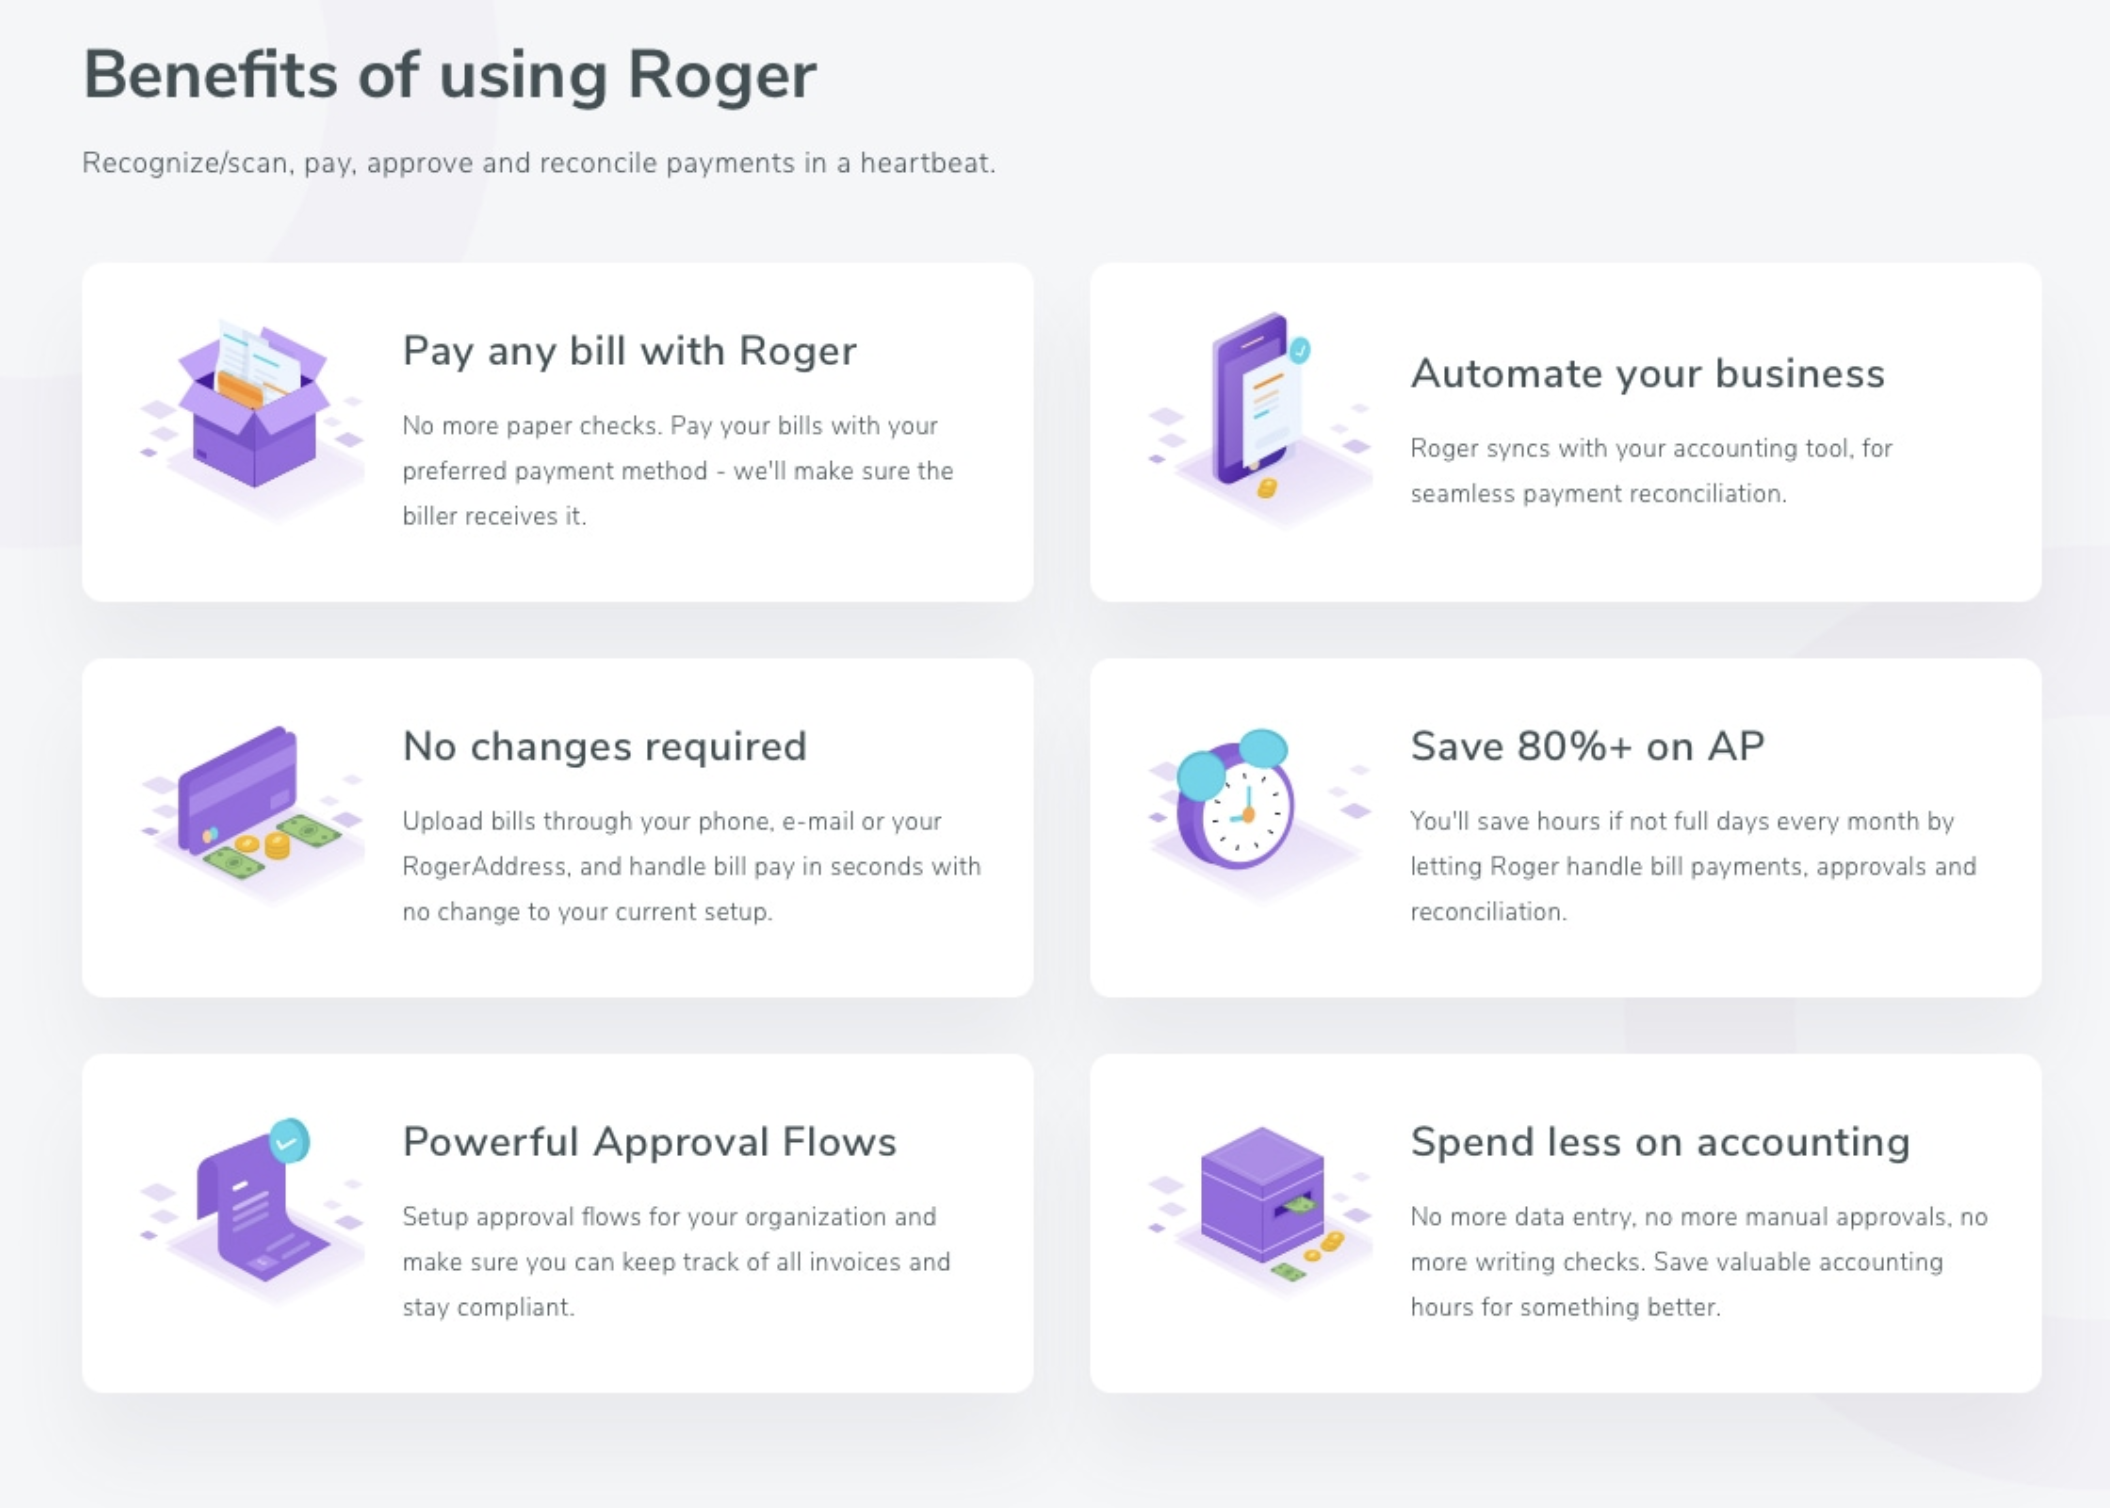 Benefits of using Roger
Recognize/scan, pay, approve and reconcile payments in a heartbeat.
Pay any bill with Roger
No more paper checks. Pay your bills with your
preferred payment method - we'll make sure the
biller receives it.
Automate your business
Roger syncs with your accounting tool, for
seamless payment reconciliation.
No changes required
Upload bills through your phone, e-mail or your
RogerAddress, and handle bill pay in seconds with
no change to your current setup.
Save 80%+ on AP
You'll save hours if not full days every month by
letting Roger handle bill payments, approvals and
reconciliation.
Powerful Approval Flows
Setup approval flows for your organization and
make sure you can keep track of all invoices and
stay compliant.
Spend less on accounting
No more data entry, no more manual approvals, no
more writing checks. Save valuable accounting
hours for something better.